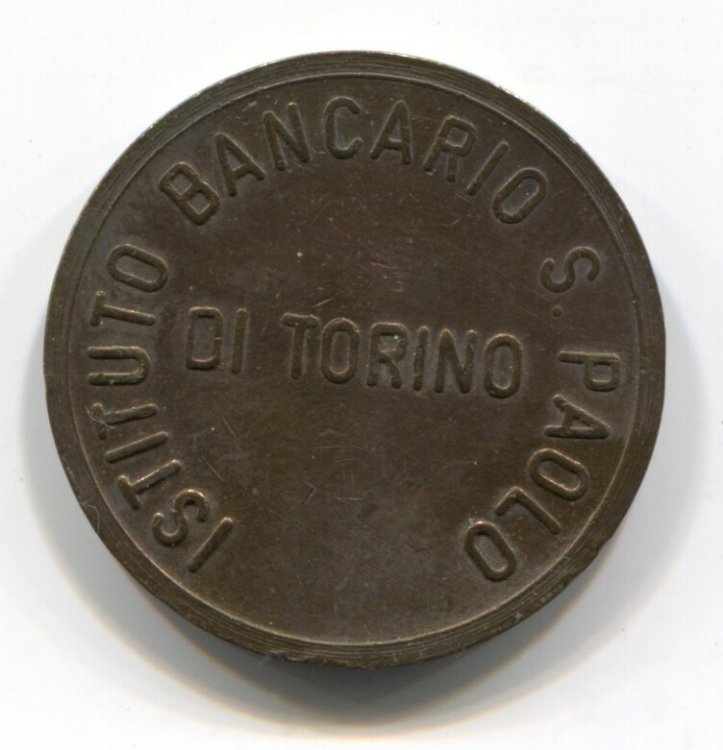 ISTITUTO BANCARIO S. PAOLO
DI TORINO